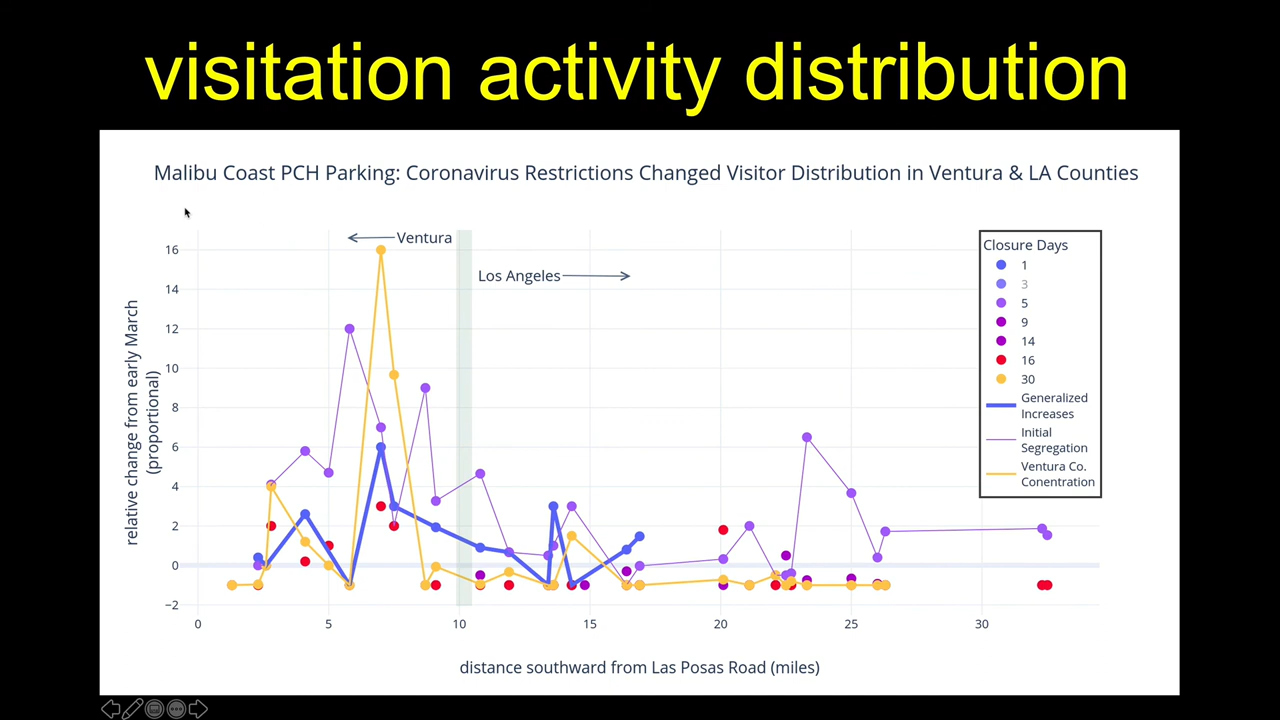 visitation activity distribution
Malibu Coast PCH Parking: Coronavirus Restrictions Changed Visitor Distribution in Ventura & LA Counties
Ventura
Los Angeles
Closure Days
1
3
5
9
14
16
30
Generalized
Increases
Initial
Segregation
Ventura Co.
Conentration
relative change from early March
(proportional)
16
14
12
10
8
6
4
2
0
−2
0 5 10 15 20 25 30
distance southward from Las Posas Road (miles)